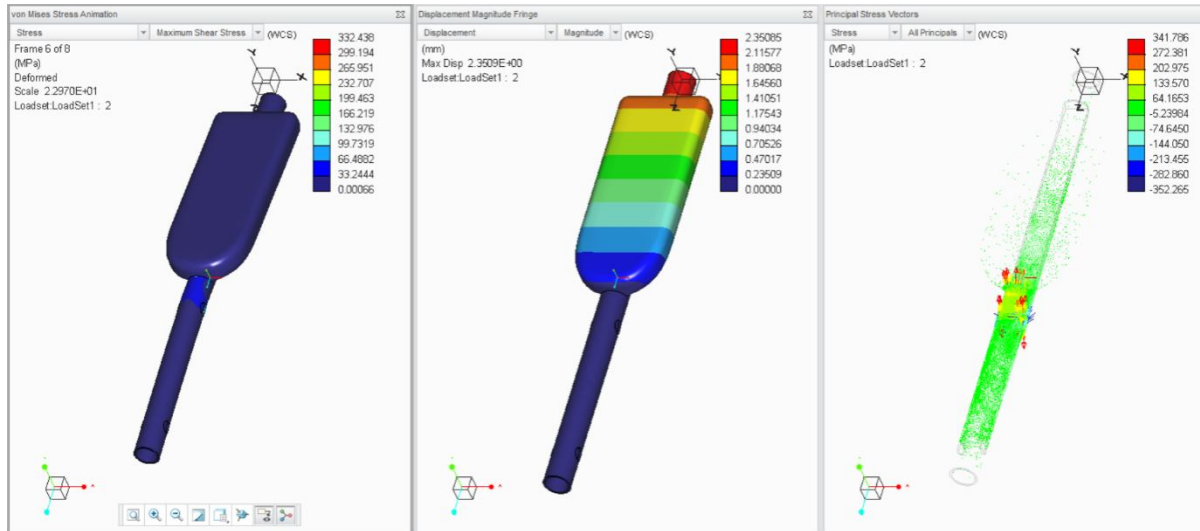 von Mises Stress Animation
Stress Maximum Shear Stress (WCS)
Frame 6 of 8
(MPa)
Deformed
Scale 2.2970E+01
Loadset:LoadSet1 : 2
332.438
299.194
265.951
232.707
199.463
166.219
132.976
99.7319
66.4882
33.2444
0.00066
Y
X
Z
Displacement Magnitude Fringe
Displacement Magnitude (WCS)
(mm)
Max Disp 2.3509E+00
Loadset:LoadSet1 : 2
2.35085
2.11577
1.88068
1.64560
1.41051
1.17543
0.94034
0.70526
0.47017
0.23509
0.00000
Y
X
Z
Principal Stress Vectors
Stress All Principals (WCS)
(MPa)
Loadset:LoadSet1 : 2
341.786
272.381
202.975
133.570
64.1653
-5.23984
-74.6450
-144.050
-213.455
-282.860
-352.265
Y
X
Z